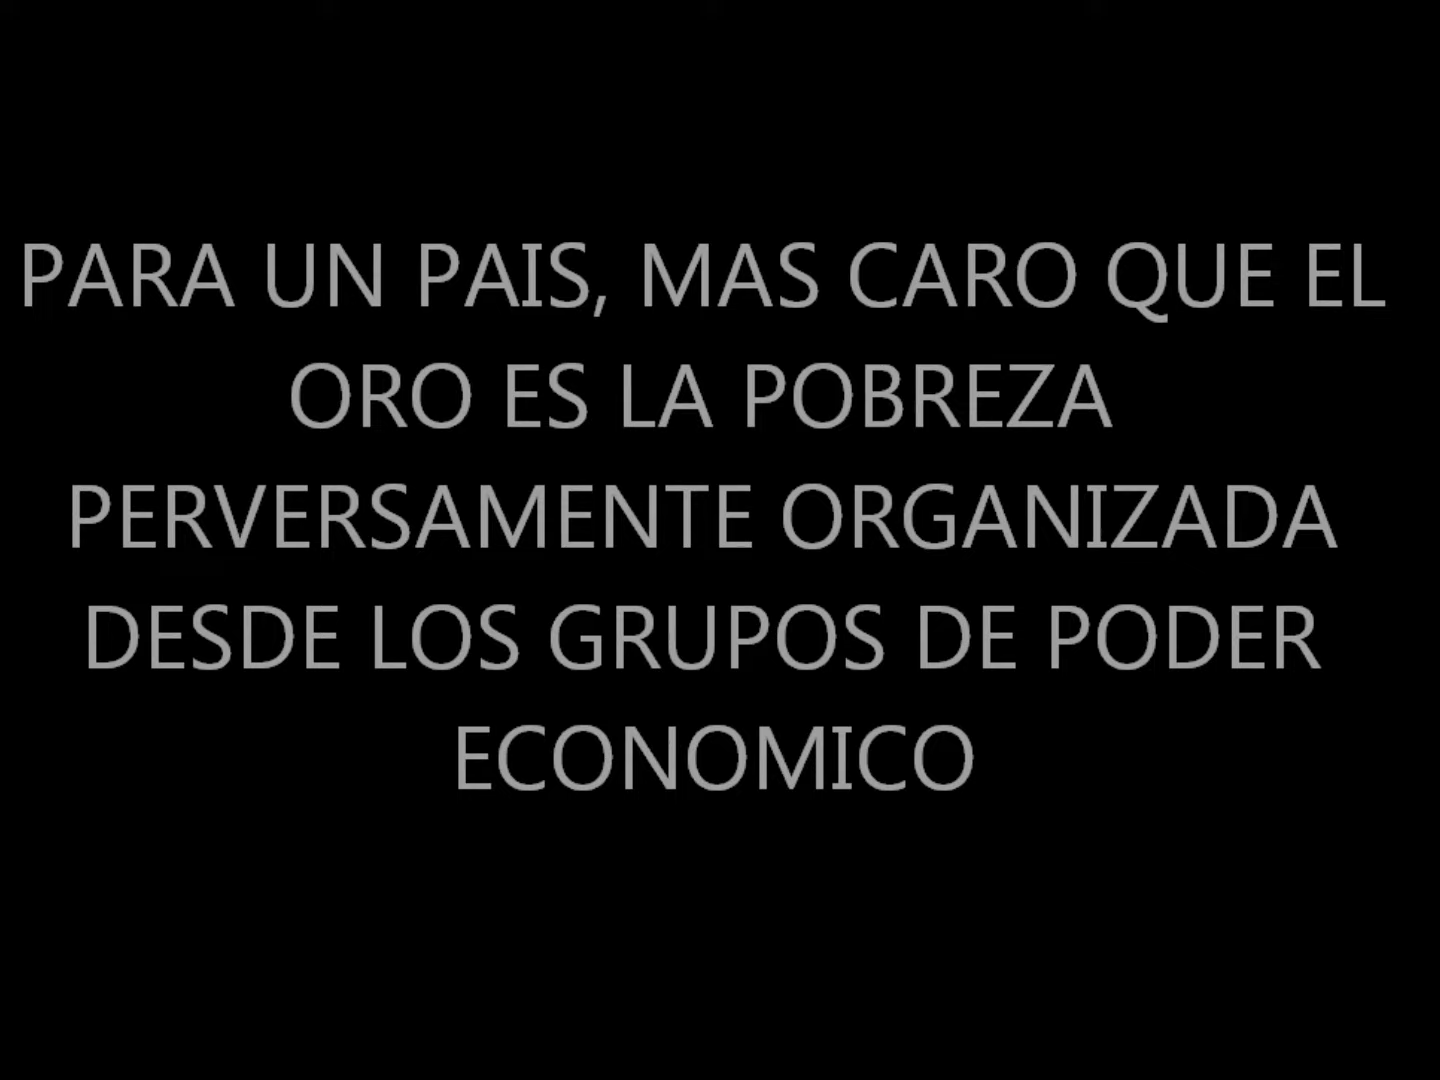 PARA UN PAIS, MAS CARO QUE EL
ORO ES LA POBREZA
PERVERSAMENTE ORGANIZADA
DESDE LOS GRUPOS DE PODER
ECONOMICO